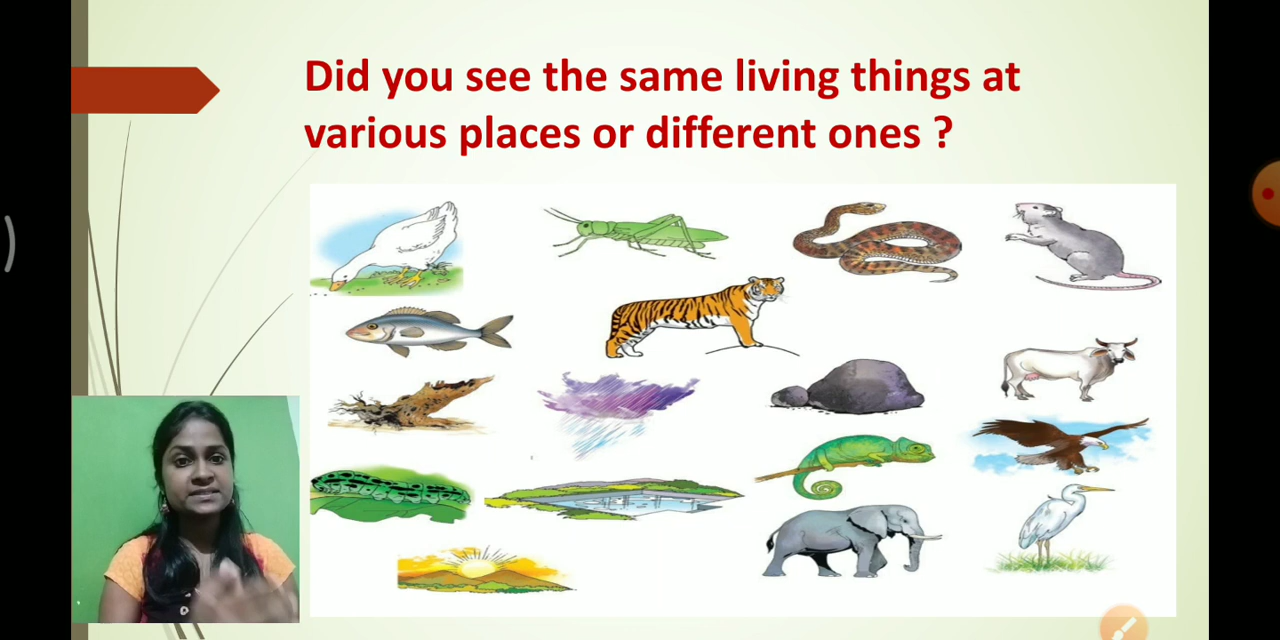 Did you see the same living things at
various places or different ones ?